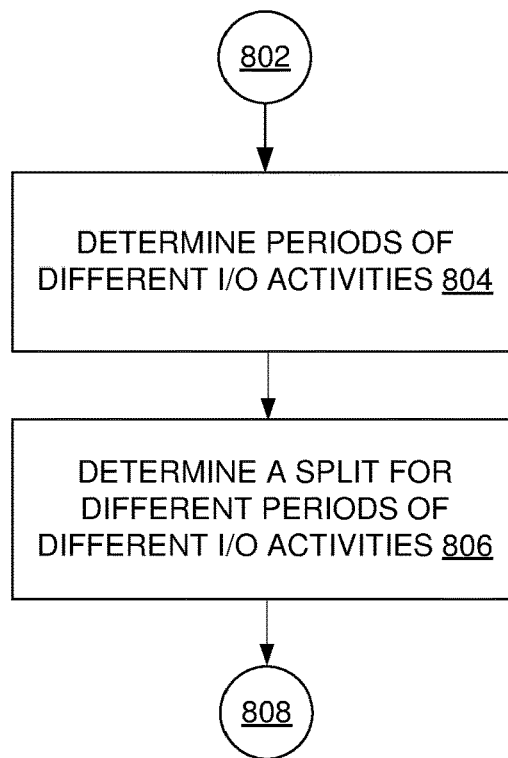 802
DETERMINE PERIODS OF
DIFFERENT I/O ACTIVITIES 804
DETERMINE A SPLIT FOR
DIFFERENT PERIODS OF
DIFFERENT I/O ACTIVITIES 806
808